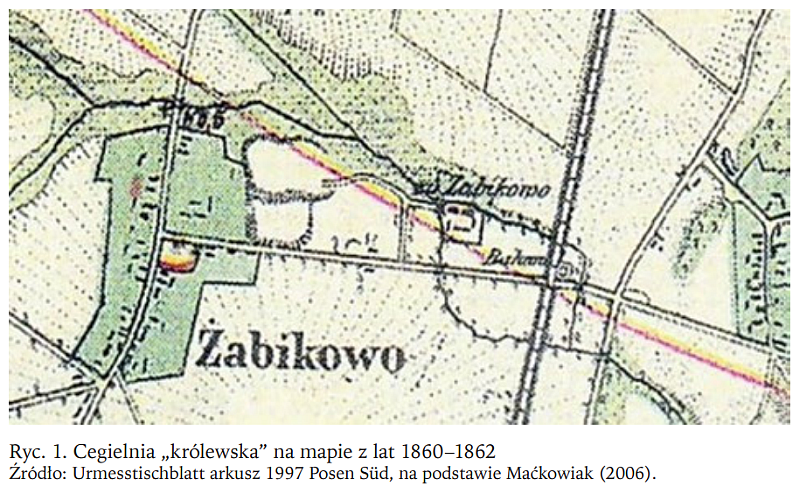 Żabikowo
Żabikowo
Ryc. 1. Cegielnia „królewska” na mapie z lat 1860–1862
Źródło: Urmesstischblatt arkusz 1997 Posen Süd, na podstawie Maćkowiak (2006).